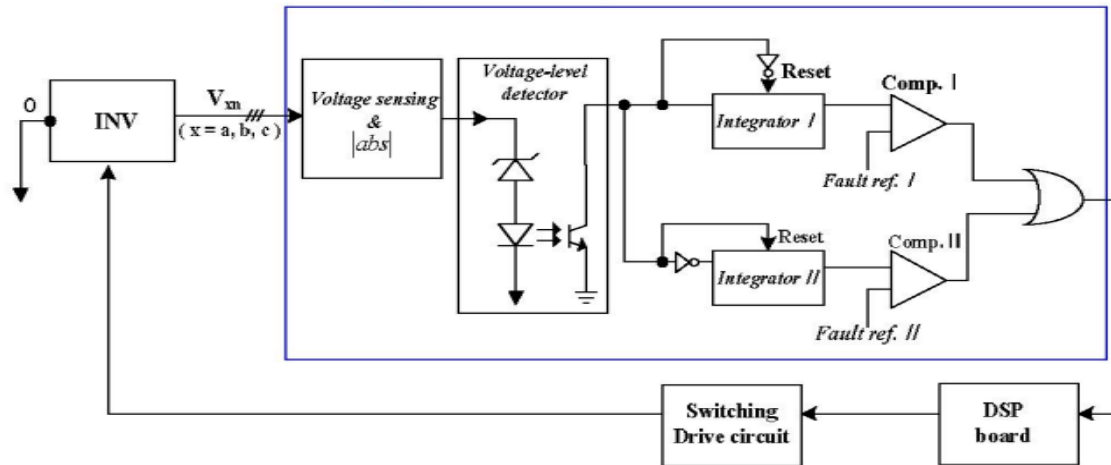 0
INV
V_xn
( x = a, b, c )
Voltage sensing
&
|abs|
Voltage-level
detector
Reset
Integrator I
Comp. I
Fault ref. I
Reset
Integrator II
Comp. II
Fault ref. II
Switching
Drive circuit
DSP
board